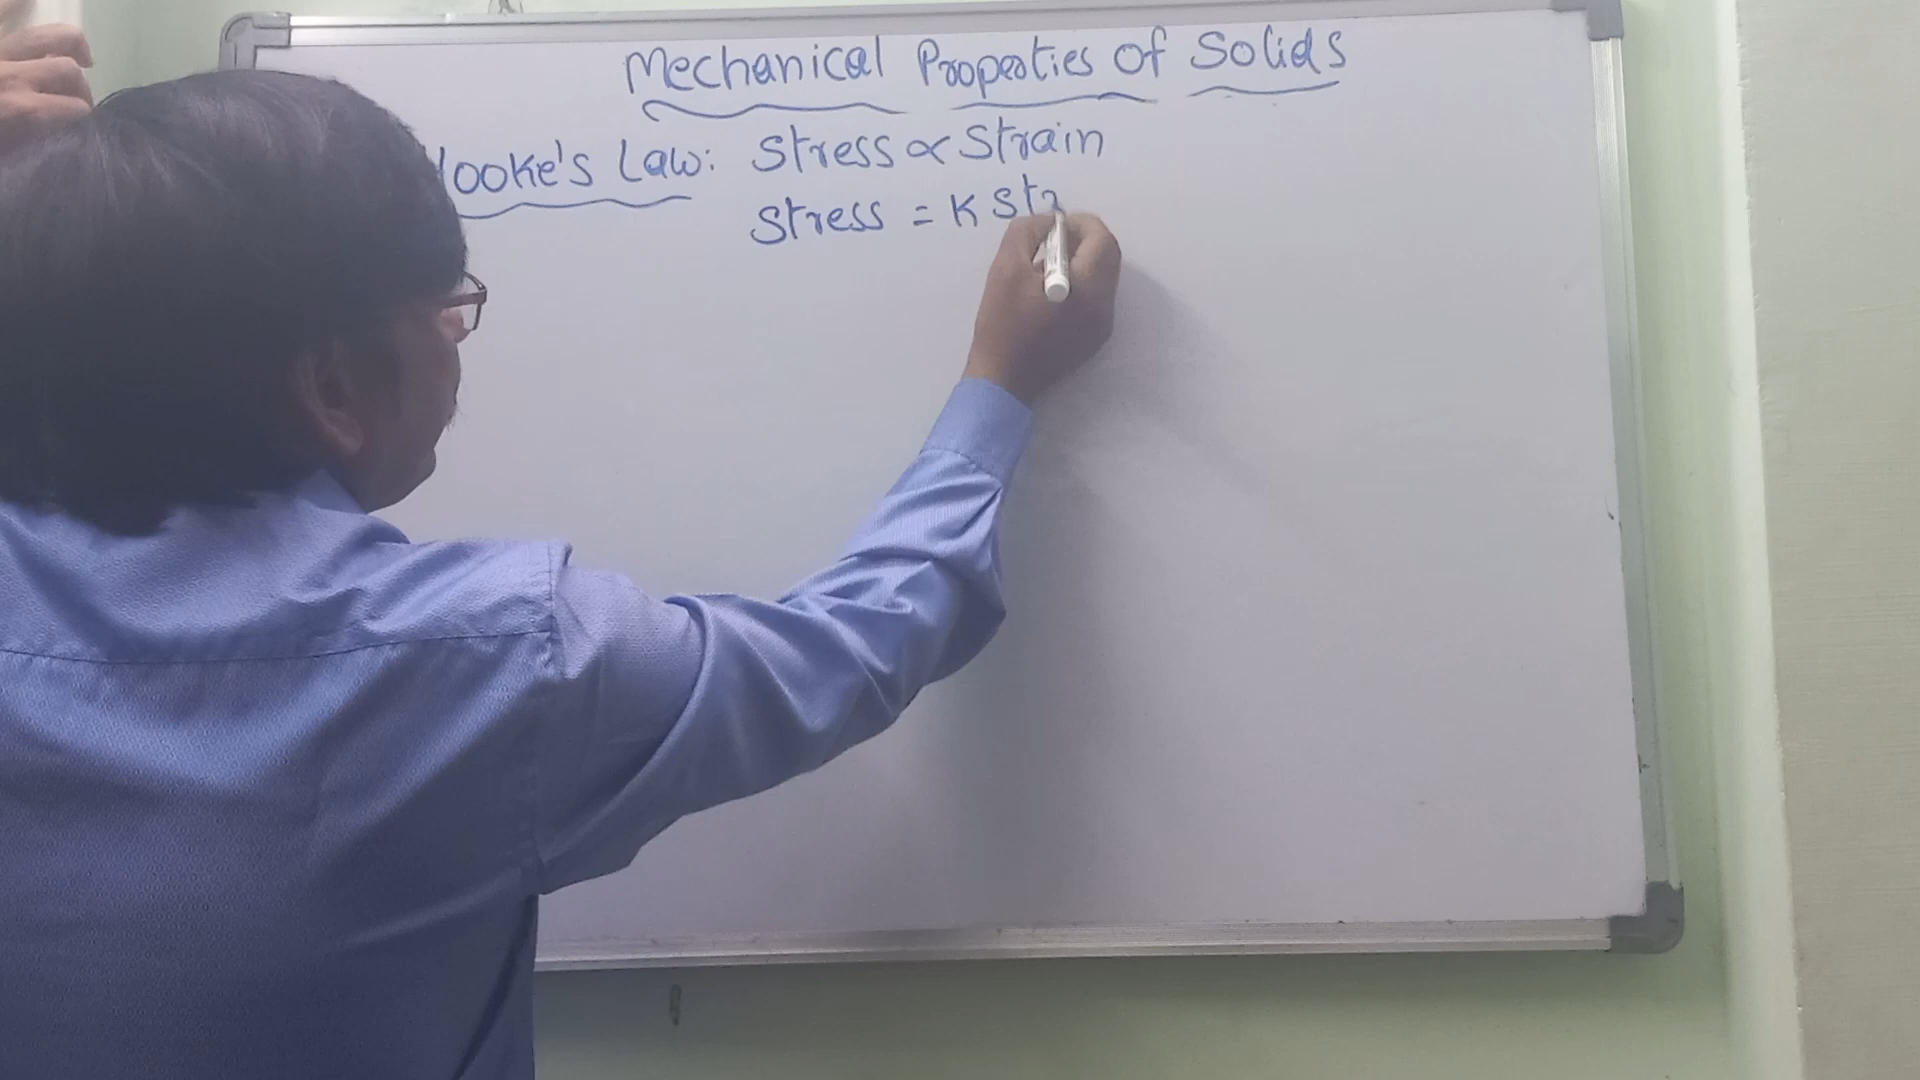 Mechanical Properties Of Solids
Hooke's Law: Stress ∝ Strain
Stress = K Str